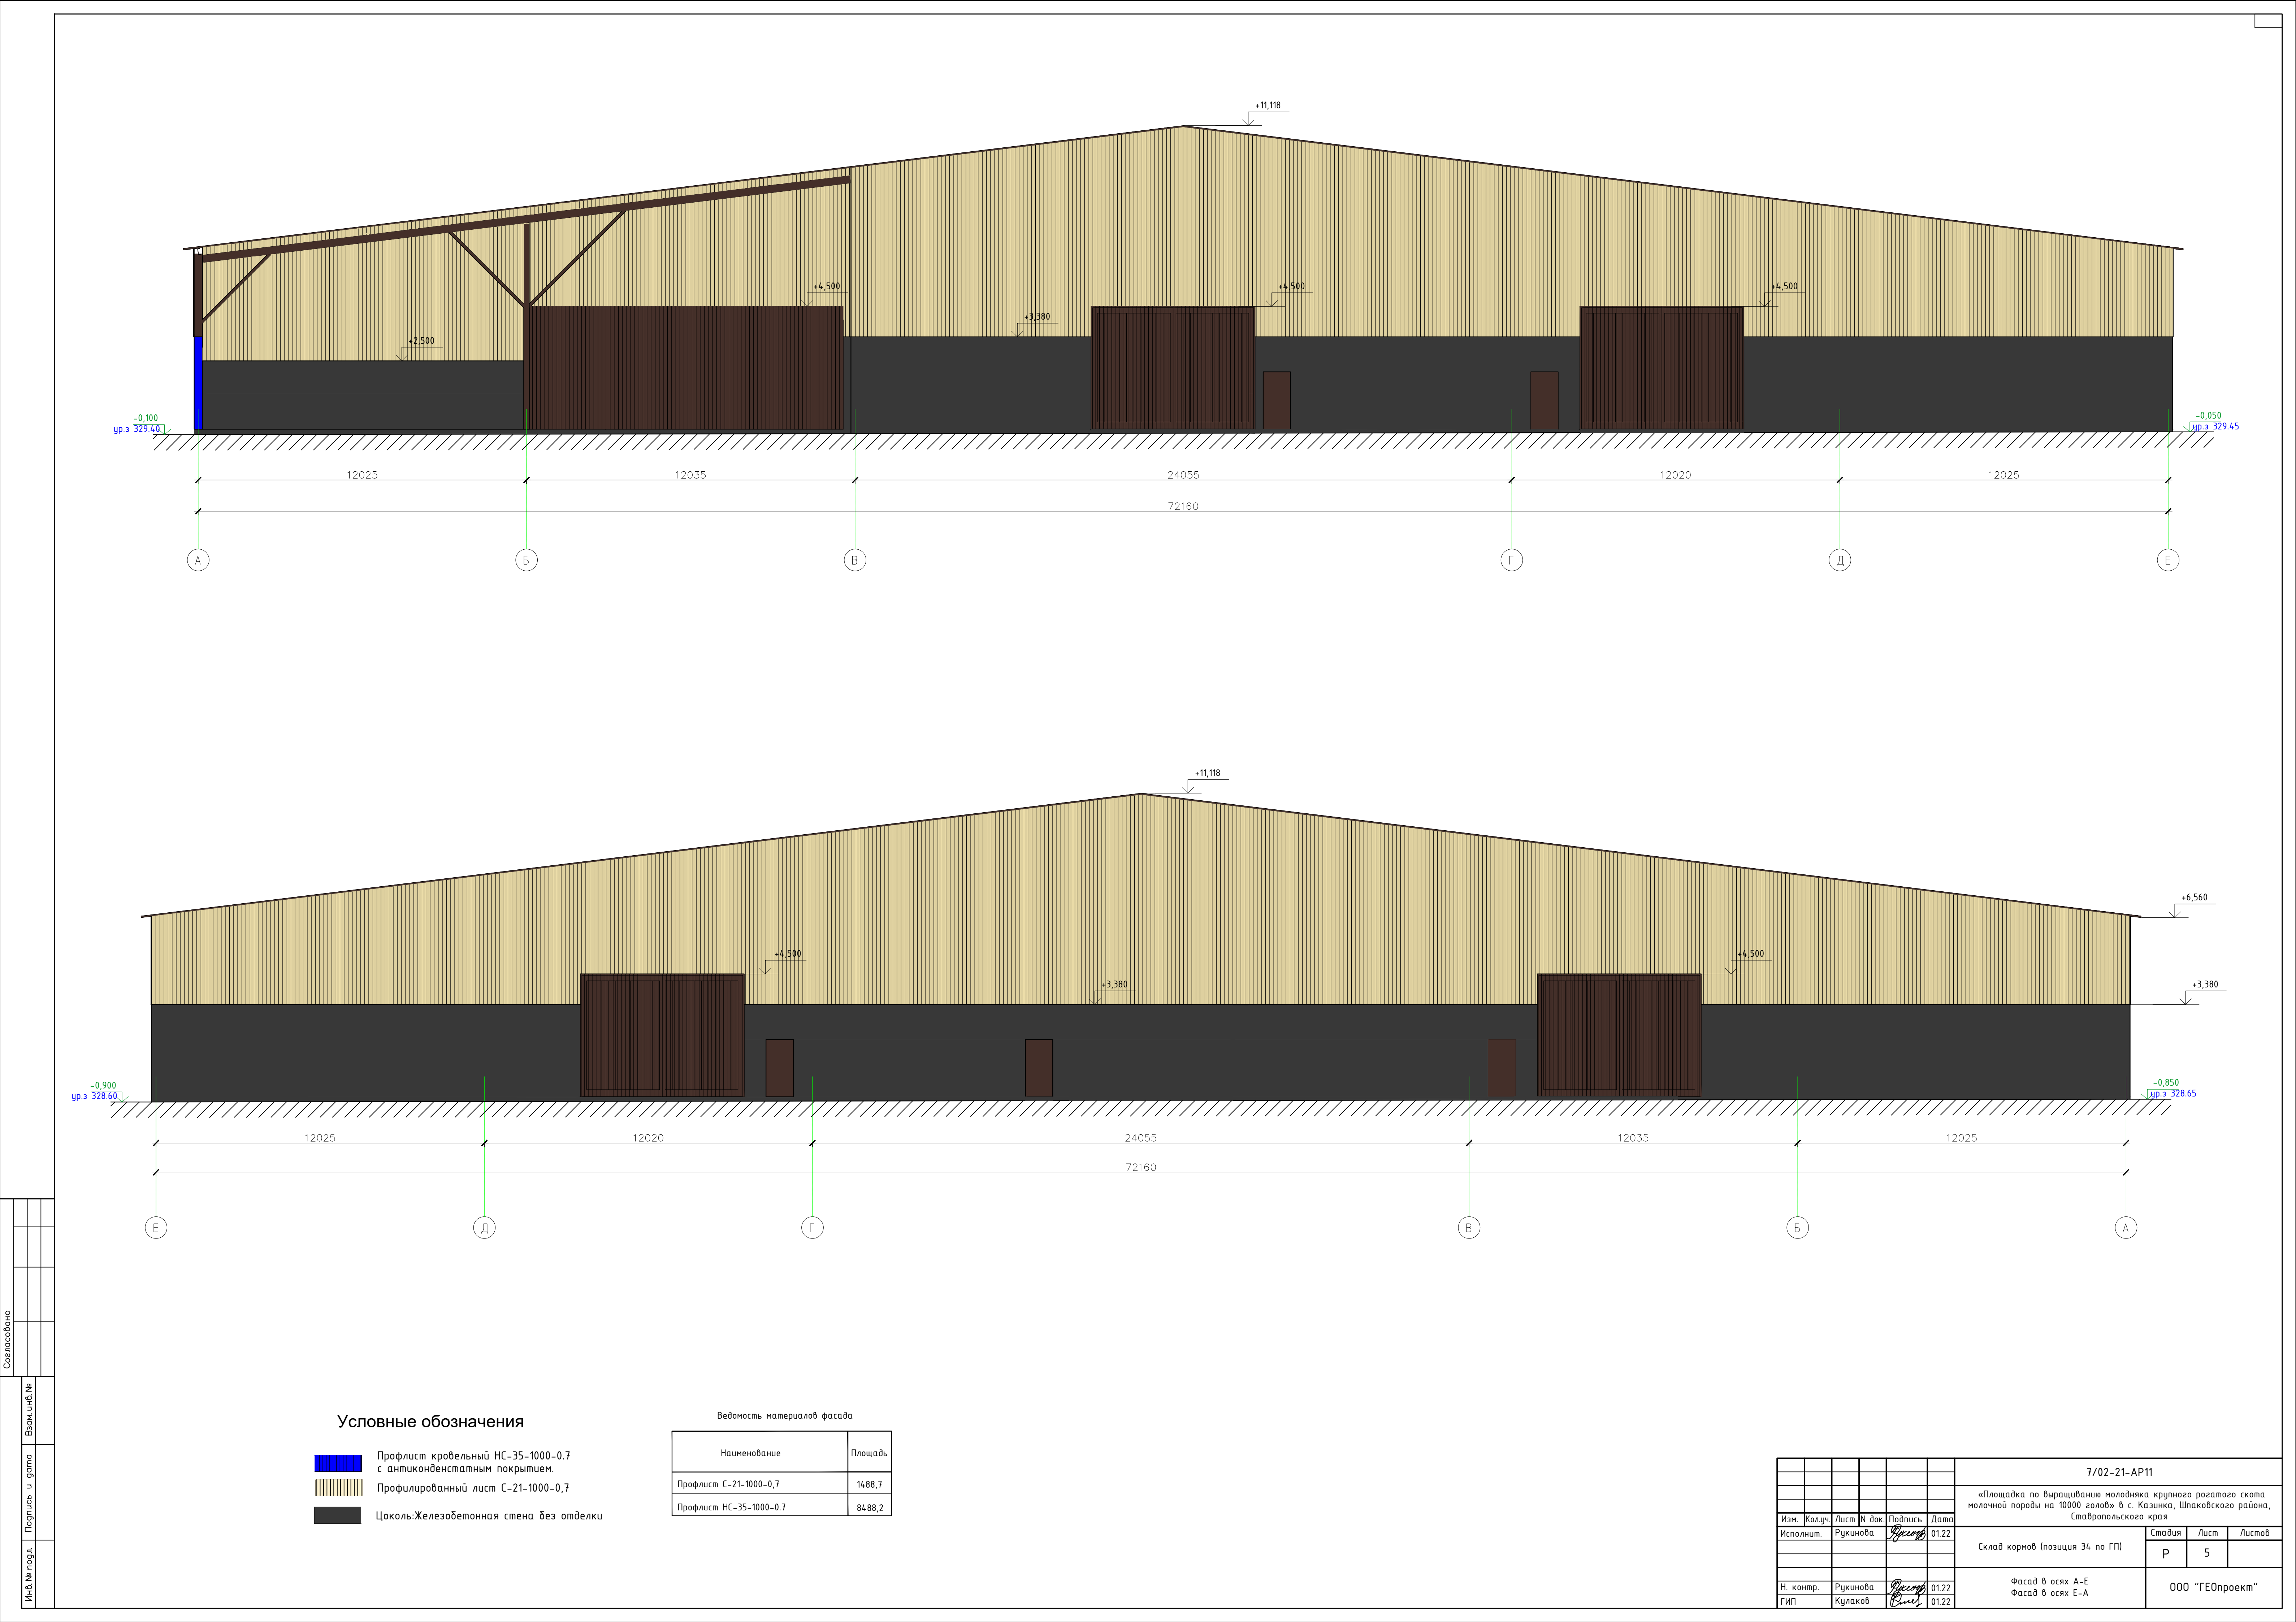 +11,118
+4,500
+4,500
+4,500
+3,380
+2,500
-0,100
ур.з 329.40
-0,050
ур.з 329.45
12025
12035
24055
12020
12025
72160
А
Б
В
Г
Д
Е
+11,118
+6,560
+4,500
+4,500
+3,380
+3,380
-0,900
ур.з 328.60
-0,850
ур.з 328.65
12025
12020
24055
12035
12025
72160
Е
Д
Г
В
Б
А
Согласовано
Взам.инв.№
Подпись и дата
Инв.№ подл.
Условные обозначения
Профлист кровельный НС-35-1000-0.7
с антиконденстатным покрытием.
Профилированный лист С-21-1000-0,7
Цоколь:Железобетонная стена без отделки
Ведомость материалов фасада
Наименование Площадь
Профлист С-21-1000-0,7 1488,7
Профлист НС-35-1000-0.7 8488,2
7/02-21-АР11
«Площадка по выращиванию молодняка крупного рогатого скота
молочной породы на 10000 голов» в с. Казинка, Шпаковского района,
Ставропольского края
Изм. Кол.уч. Лист N док. Подпись Дата
Исполнит. Рукинова 01.22
Склад кормов (позиция 34 по ГП)
Стадия Лист Листов
Р 5
Н. контр. Рукинова 01.22
ГИП Кулаков 01.22
Фасад в осях А-Е
Фасад в осях Е-А
ООО "ГЕОпроект"